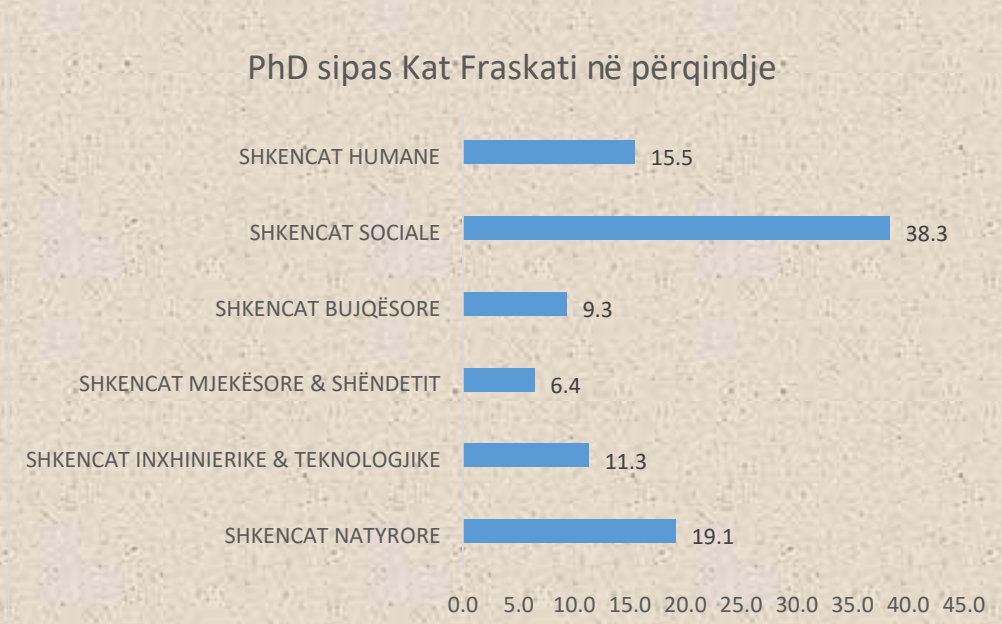 PhD sipas Kat Fraskati në përqindje
SHKENCAT HUMANE 15.5
SHKENCAT SOCIALE 38.3
SHKENCAT BUJQËSORE 9.3
SHKENCAT MJEKËSORE & SHËNDETIT 6.4
SHKENCAT INXHINIERIKE & TEKNOLOGJIKE 11.3
SHKENCAT NATYRORE 19.1
0.0 5.0 10.0 15.0 20.0 25.0 30.0 35.0 40.0 45.0